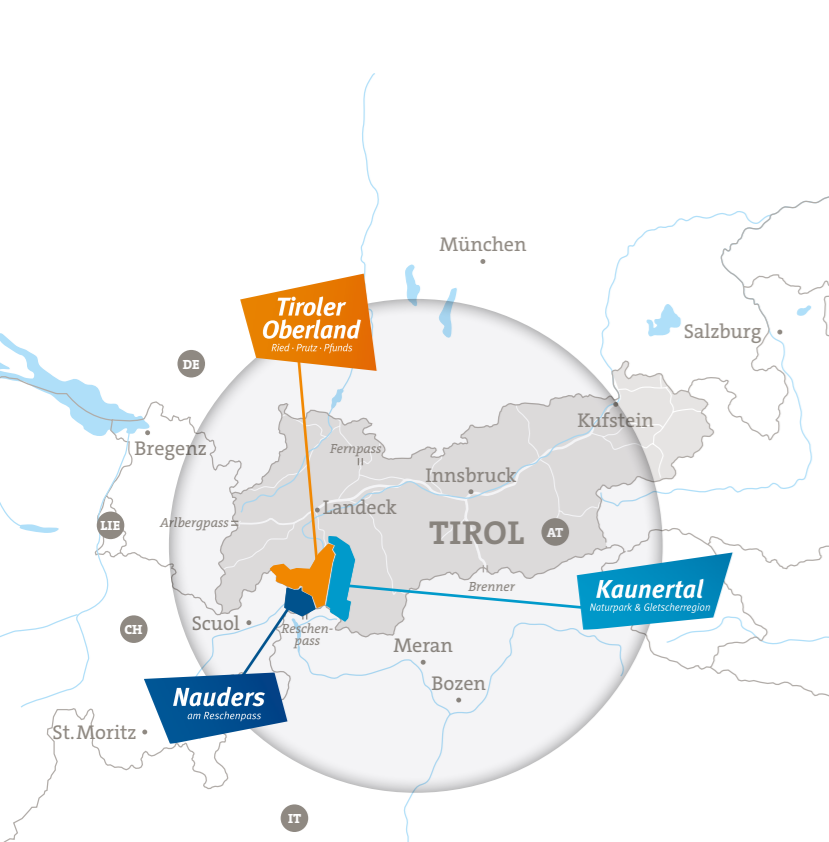 München
Tiroler
Oberland
Ried · Prutz · Pfunds
Salzburg
DE
Kufstein
Bregenz
Fernpass
Innsbruck
Landeck
Arlbergpass
LIE
TIROL
AT
Brenner
Kaunertal
Naturpark & Gletscherregion
CH
Scuol
Reschen-
pass
Meran
Bozen
Nauders
am Reschenpass
St. Moritz
IT